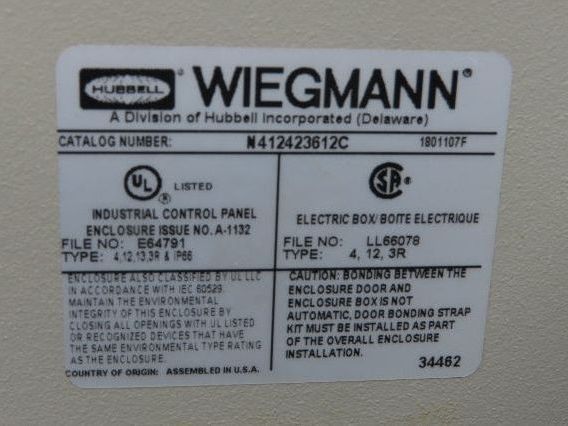 HUBBELL WIEGMANN®
A Division of Hubbell Incorporated (Delaware)
CATALOG NUMBER: N412423612C 1801107F
UL LISTED
INDUSTRIAL CONTROL PANEL
ENCLOSURE ISSUE NO. A-1132
FILE NO: E64791
TYPE: 4,12,13,3R & IP66
SA ®
ELECTRIC BOX/BOITE ELECTRIQUE
FILE NO: LL66078
TYPE: 4, 12, 3R
ENCLOSURE ALSO CLASSIFIED BY UL LLC
IN ACCORDANCE WITH IEC 60529.
MAINTAIN THE ENVIRONMENTAL
INTEGRITY OF THIS ENCLOSURE BY
CLOSING ALL OPENINGS WITH UL LISTED
OR RECOGNIZED DEVICES THAT HAVE
THE SAME ENVIRONMENTAL TYPE RATING
AS THE ENCLOSURE.
COUNTRY OF ORIGIN: ASSEMBLED IN U.S.A.
CAUTION: BONDING BETWEEN THE
ENCLOSURE DOOR AND
ENCLOSURE BOX IS NOT
AUTOMATIC, DOOR BONDING STRAP
KIT MUST BE INSTALLED AS PART
OF THE OVERALL ENCLOSURE
INSTALLATION.
34462